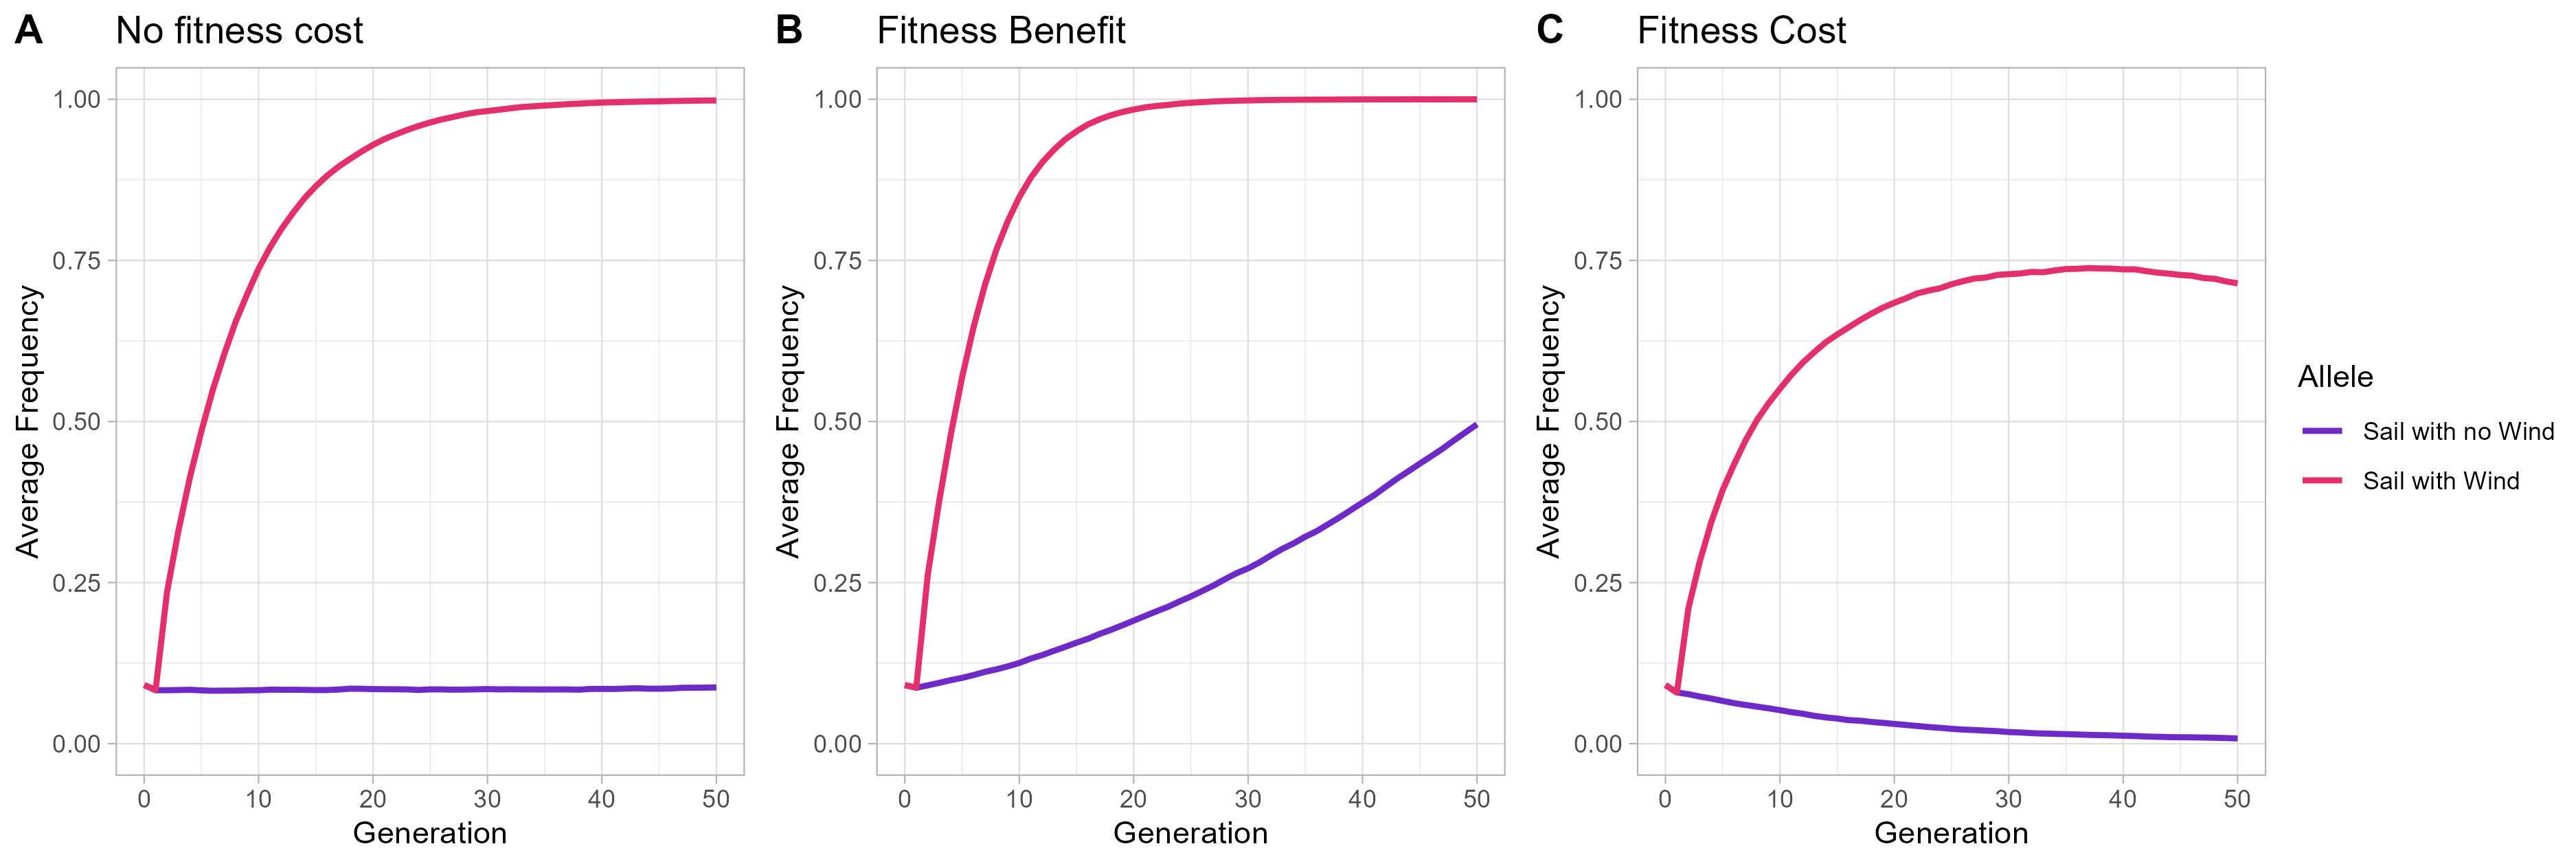 A No fitness cost
1.00
0.75
0.50
0.25
0.00
Average Frequency
0 10 20 30 40 50
Generation
B Fitness Benefit
1.00
0.75
0.50
0.25
0.00
Average Frequency
0 10 20 30 40 50
Generation
C Fitness Cost
1.00
0.75
0.50
0.25
0.00
Average Frequency
0 10 20 30 40 50
Generation
Allele
Sail with no Wind
Sail with Wind